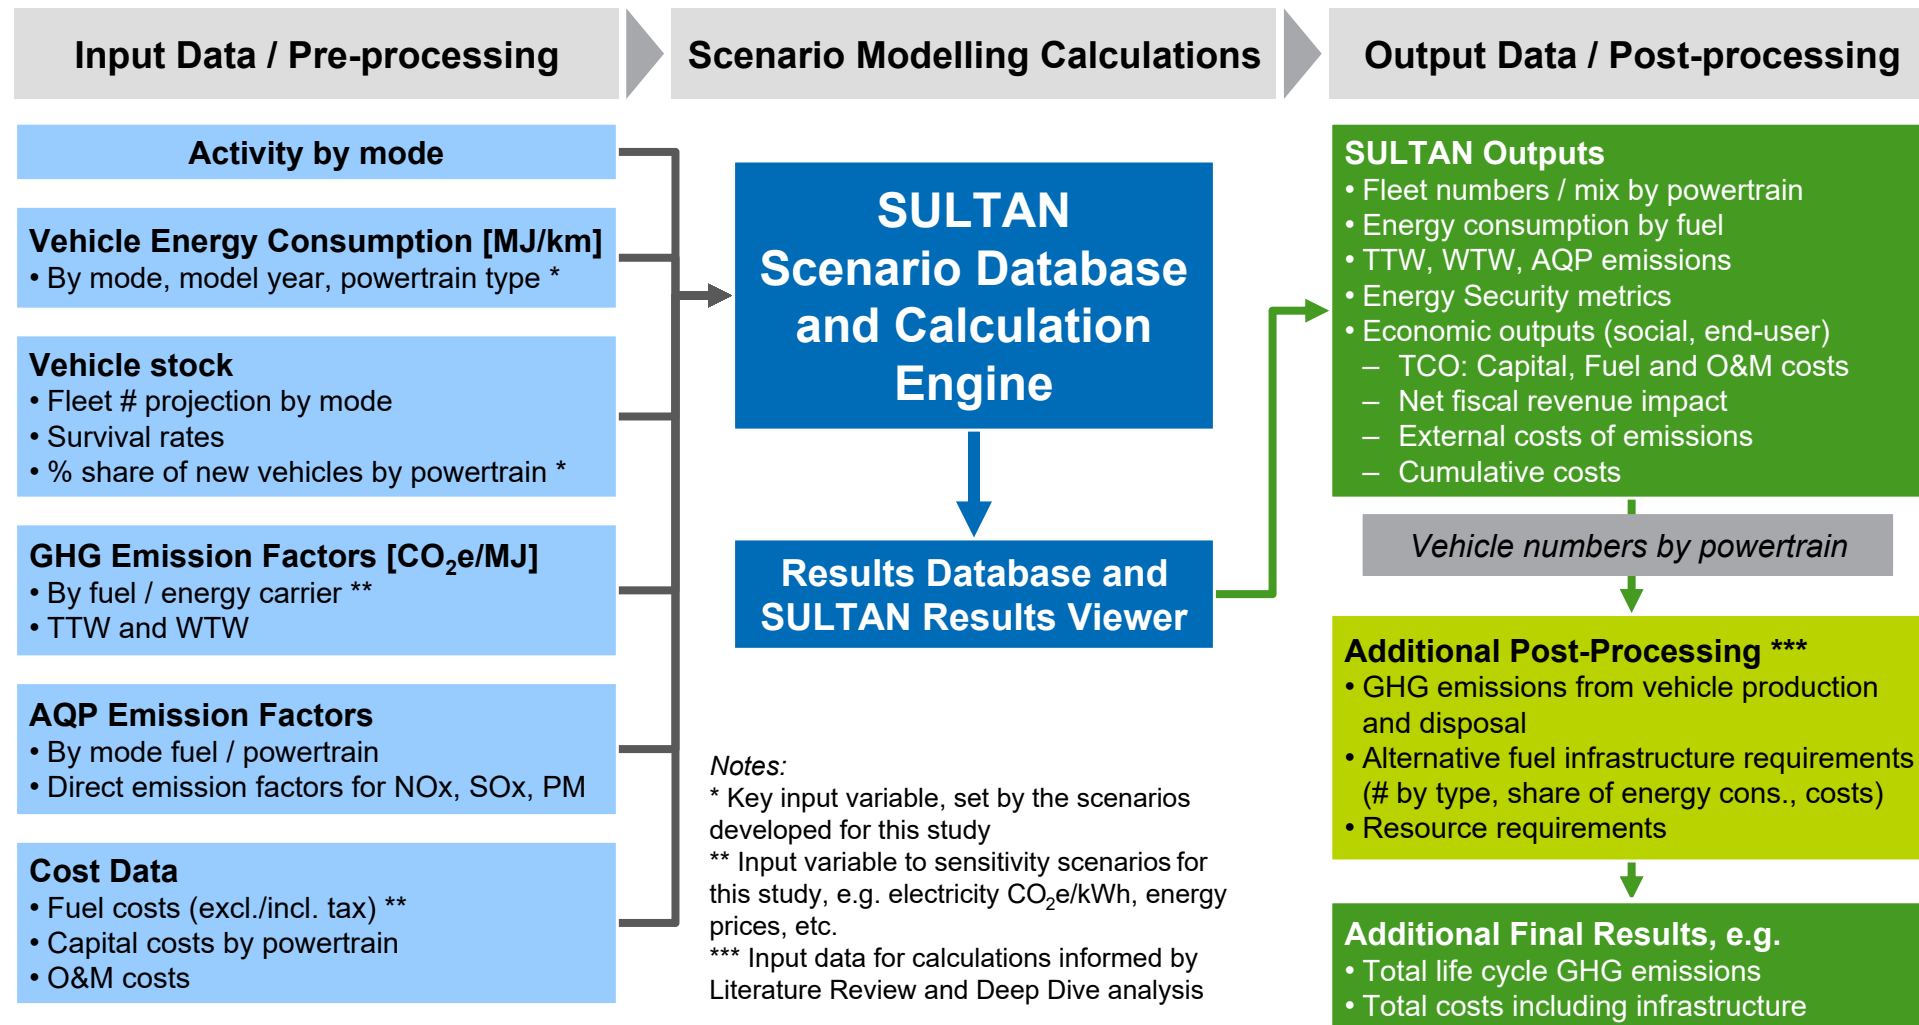 Input Data / Pre-processing
Scenario Modelling Calculations
Output Data / Post-processing
Activity by mode
Vehicle Energy Consumption [MJ/km]
• By mode, model year, powertrain type *
Vehicle stock
• Fleet # projection by mode
• Survival rates
• % share of new vehicles by powertrain *
GHG Emission Factors [CO₂e/MJ]
• By fuel / energy carrier **
• TTW and WTW
AQP Emission Factors
• By mode fuel / powertrain
• Direct emission factors for NOx, SOx, PM
Cost Data
• Fuel costs (excl./incl. tax) **
• Capital costs by powertrain
• O&M costs
SULTAN
Scenario Database
and Calculation
Engine
Results Database and
SULTAN Results Viewer
Notes:
* Key input variable, set by the scenarios
developed for this study
** Input variable to sensitivity scenarios for
this study, e.g. electricity CO₂e/kWh, energy
prices, etc.
*** Input data for calculations informed by
Literature Review and Deep Dive analysis
SULTAN Outputs
• Fleet numbers / mix by powertrain
• Energy consumption by fuel
• TTW, WTW, AQP emissions
• Energy Security metrics
• Economic outputs (social, end-user)
– TCO: Capital, Fuel and O&M costs
– Net fiscal revenue impact
– External costs of emissions
– Cumulative costs
Vehicle numbers by powertrain
Additional Post-Processing ***
• GHG emissions from vehicle production
and disposal
• Alternative fuel infrastructure requirements
(# by type, share of energy cons., costs)
• Resource requirements
Additional Final Results, e.g.
• Total life cycle GHG emissions
• Total costs including infrastructure